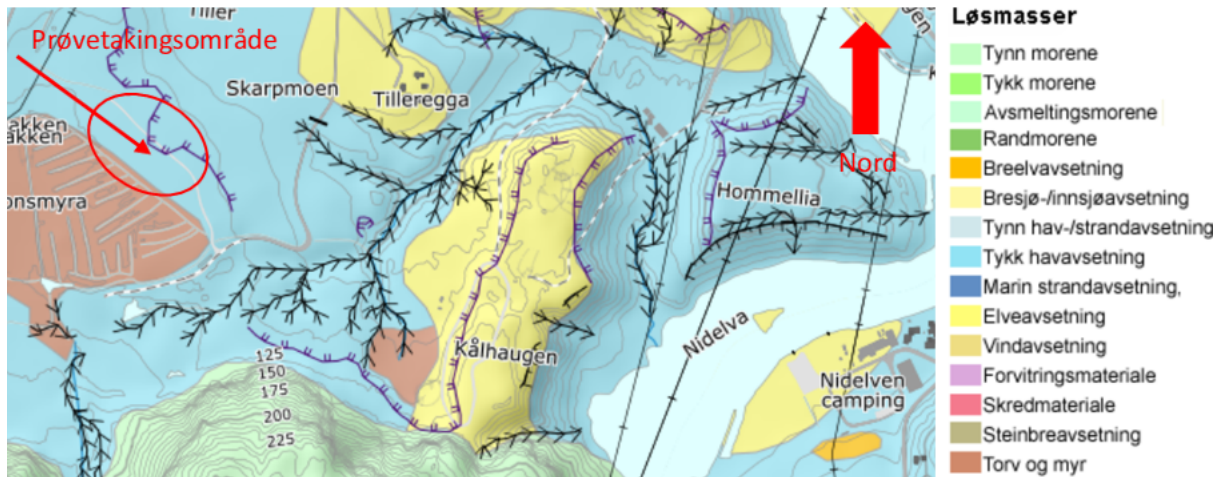 Tiller
Prøvetakingsområde
Skarpmoen
Tilleregga
ekken
akken
onsmyra
Hommellia
Nord
Kålhaugen
Nidelva
Nidelven
camping
125
150
175
200
225
Løsmasser
Tynn morene
Tykk morene
Avsmeltingsmorene
Randmorene
Breelvavsetning
Bresjø-/innsjøavsetning
Tynn hav-/strandavsetning
Tykk havavsetning
Marin strandavsetning,
Elveavsetning
Vindavsetning
Forvitringsmateriale
Skredmateriale
Steinbreavsetning
Torv og myr